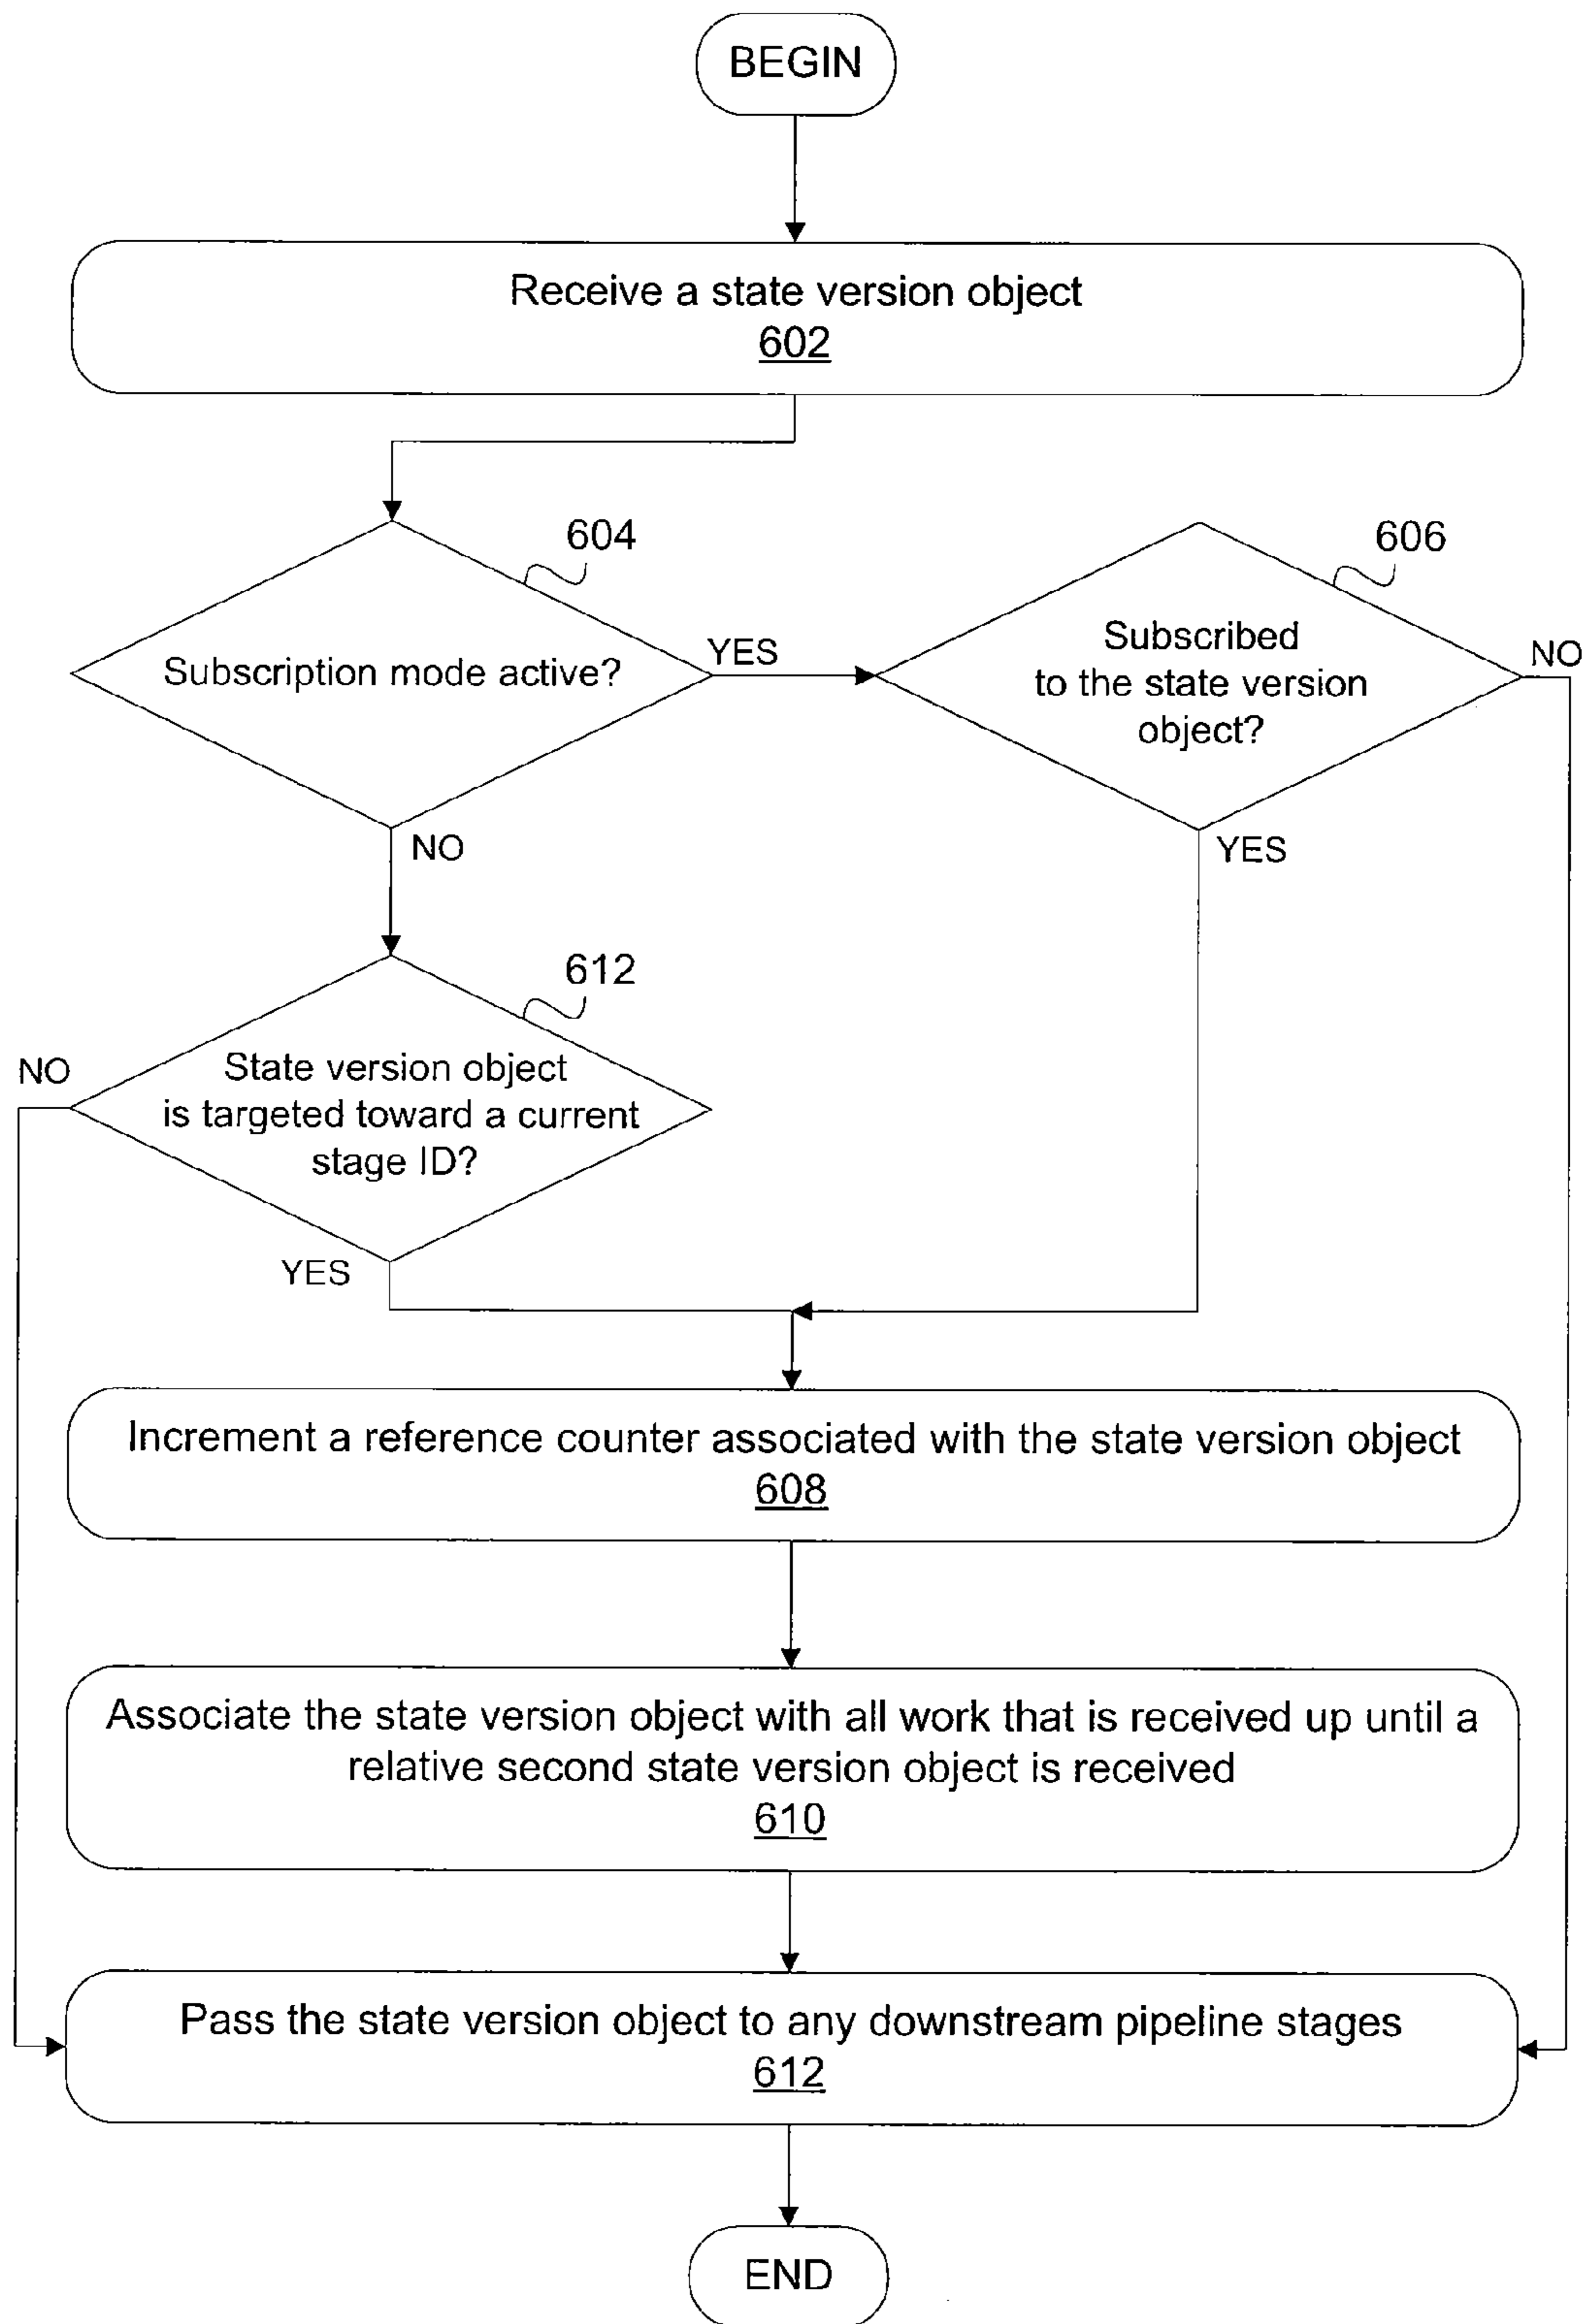 BEGIN
Receive a state version object
602
604
606
Subscription mode active?
YES
Subscribed
to the state version
object?
NO
NO
YES
612
NO
State version object
is targeted toward a current
stage ID?
YES
Increment a reference counter associated with the state version object
608
Associate the state version object with all work that is received up until a
relative second state version object is received
610
Pass the state version object to any downstream pipeline stages
612
END